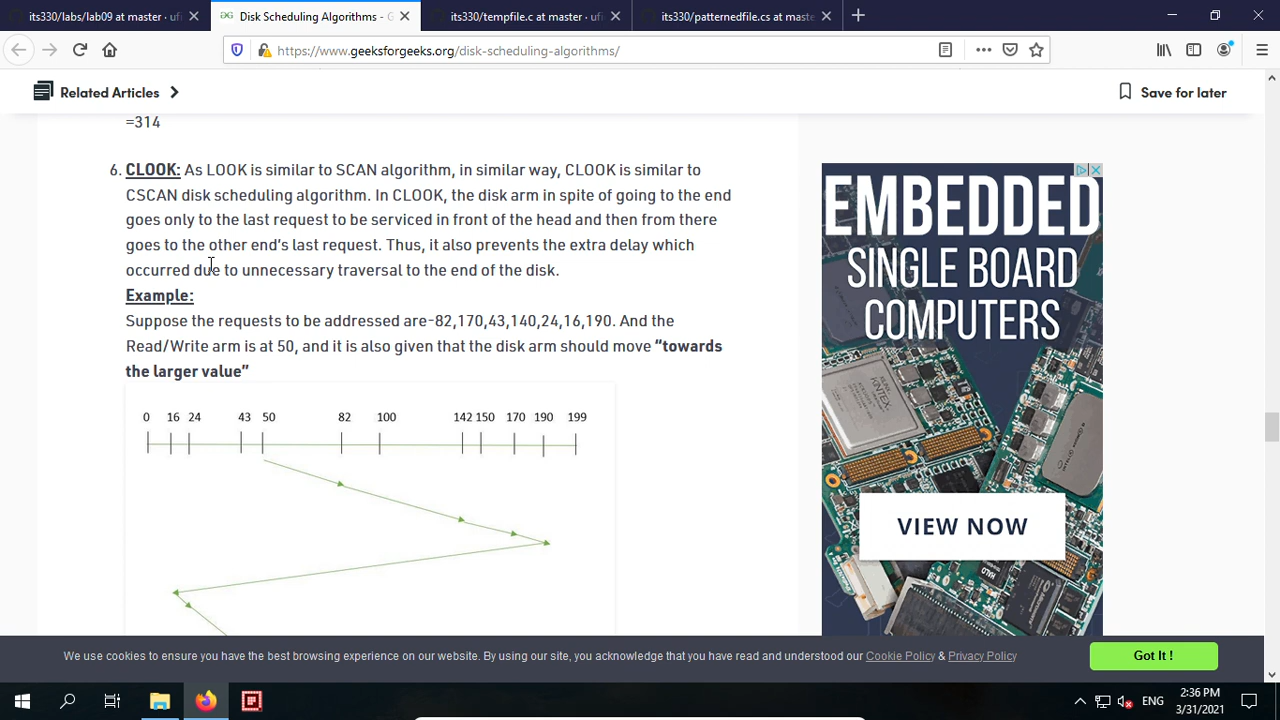 its330/labs/lab09 at master · ufi
Disk Scheduling Algorithms - G
its330/tempfile.c at master · ufi
its330/patternedfile.cs at maste
https://www.geeksforgeeks.org/disk-scheduling-algorithms/
Related Articles
Save for later
=314
6. CLOOK: As LOOK is similar to SCAN algorithm, in similar way, CLOOK is similar to
CSCAN disk scheduling algorithm. In CLOOK, the disk arm in spite of going to the end
goes only to the last request to be serviced in front of the head and then from there
goes to the other end's last request. Thus, it also prevents the extra delay which
occurred due to unnecessary traversal to the end of the disk.
Example:
Suppose the requests to be addressed are-82,170,43,140,24,16,190. And the
Read/Write arm is at 50, and it is also given that the disk arm should move "towards
the larger value"
0 16 24 43 50 82 100 142 150 170 190 199
EMBEDDED
SINGLE BOARD
COMPUTERS
VIEW NOW
We use cookies to ensure you have the best browsing experience on our website. By using our site, you acknowledge that you have read and understood our Cookie Policy & Privacy Policy
Got It !
ENG
2:36 PM
3/31/2021